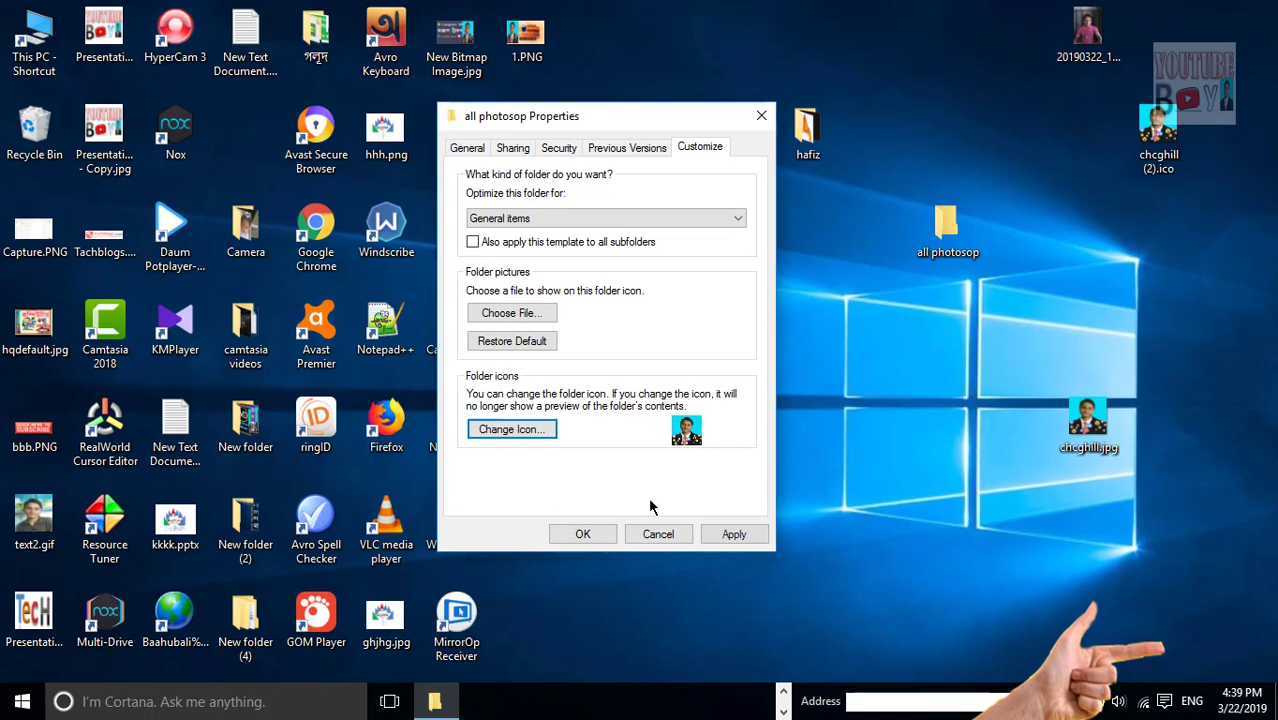 This PC -
Shortcut
Presentati...
HyperCam 3
New Text
Document....
গলূদ
Avro
Keyboard
New Bitmap
Image.jpg
1.PNG
20190322_1...
YOUTUBE
BOY
Recycle Bin
Presentati...
- Copy.jpg
Nox
Avast Secure
Browser
hhh.png
hafiz
chcghill
(2).ico
Capture.PNG
Tachblogs....
Daum
Potplayer-...
Camera
Google
Chrome
Windscribe
all photosop
hqdefault.jpg
Camtasia
2018
KMPlayer
camtasia
videos
Avast
Premier
Notepad++
bbb.PNG
RealWorld
Cursor Editor
New Text
Docume...
New folder
ringID
Firefox
chcghill.jpg
text2.gif
Resource
Tuner
kkkk.pptx
New folder
(2)
Avro Spell
Checker
VLC media
player
Presentati...
Multi-Drive
Baahubali%...
New folder
(4)
GOM Player
ghjhg.jpg
MirrorOp
Receiver
all photosop Properties
General
Sharing
Security
Previous Versions
Customize
What kind of folder do you want?
Optimize this folder for:
General items
Also apply this template to all subfolders
Folder pictures
Choose a file to show on this folder icon.
Choose File...
Restore Default
Folder icons
You can change the folder icon. If you change the icon, it will
no longer show a preview of the folder's contents.
Change Icon...
OK
Cancel
Apply
I'm Cortana. Ask me anything.
Address
ENG
4:39 PM
3/22/2019